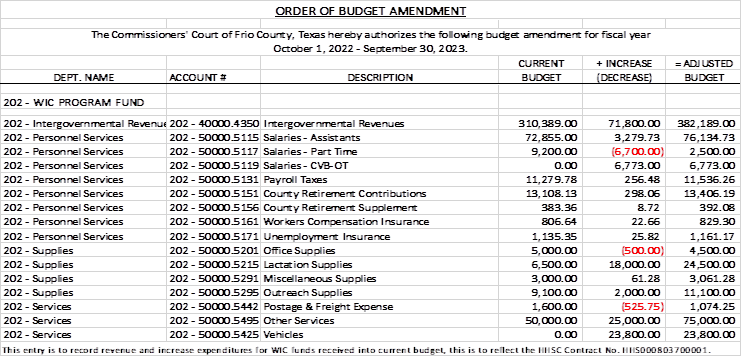 ORDER OF BUDGET AMENDMENT
The Commissioners' Court of Frio County, Texas hereby authorizes the following budget amendment for fiscal year
October 1, 2022 - September 30, 2023.
CURRENT + INCREASE = ADJUSTED
DEPT. NAME ACCOUNT # DESCRIPTION BUDGET (DECREASE) BUDGET
202 - WIC PROGRAM FUND
202 - Intergovernmental Revenue 202 - 40000.4350 Intergovernmental Revenues 310,389.00 71,800.00 382,189.00
202 - Personnel Services 202 - 50000.5115 Salaries - Assistants 72,855.00 3,279.73 76,134.73
202 - Personnel Services 202 - 50000.5117 Salaries - Part Time 9,200.00 (6,700.00) 2,500.00
202 - Personnel Services 202 - 50000.5119 Salaries - CVB-OT 0.00 6,773.00 6,773.00
202 - Personnel Services 202 - 50000.5131 Payroll Taxes 11,279.78 256.48 11,536.26
202 - Personnel Services 202 - 50000.5151 County Retirement Contributions 13,108.13 298.06 13,406.19
202 - Personnel Services 202 - 50000.5156 County Retirement Supplement 383.36 8.72 392.08
202 - Personnel Services 202 - 50000.5161 Workers Compensation Insurance 806.64 22.66 829.30
202 - Personnel Services 202 - 50000.5171 Unemployment Insurance 1,135.35 25.82 1,161.17
202 - Supplies 202 - 50000.5201 Office Supplies 5,000.00 (500.00) 4,500.00
202 - Supplies 202 - 50000.5215 Lactation Supplies 6,500.00 18,000.00 24,500.00
202 - Supplies 202 - 50000.5291 Miscellaneous Supplies 3,000.00 61.28 3,061.28
202 - Supplies 202 - 50000.5295 Outreach Supplies 9,100.00 2,000.00 11,100.00
202 - Services 202 - 50000.5442 Postage & Freight Expense 1,600.00 (525.75) 1,074.25
202 - Services 202 - 50000.5495 Other Services 50,000.00 25,000.00 75,000.00
202 - Services 202 - 50000.5425 Vehicles 0.00 23,800.00 23,800.00
This entry is to record revenue and increase expenditures for WIC funds received into current budget, this is to reflect the HHSC Contract No. HHS000803700001.